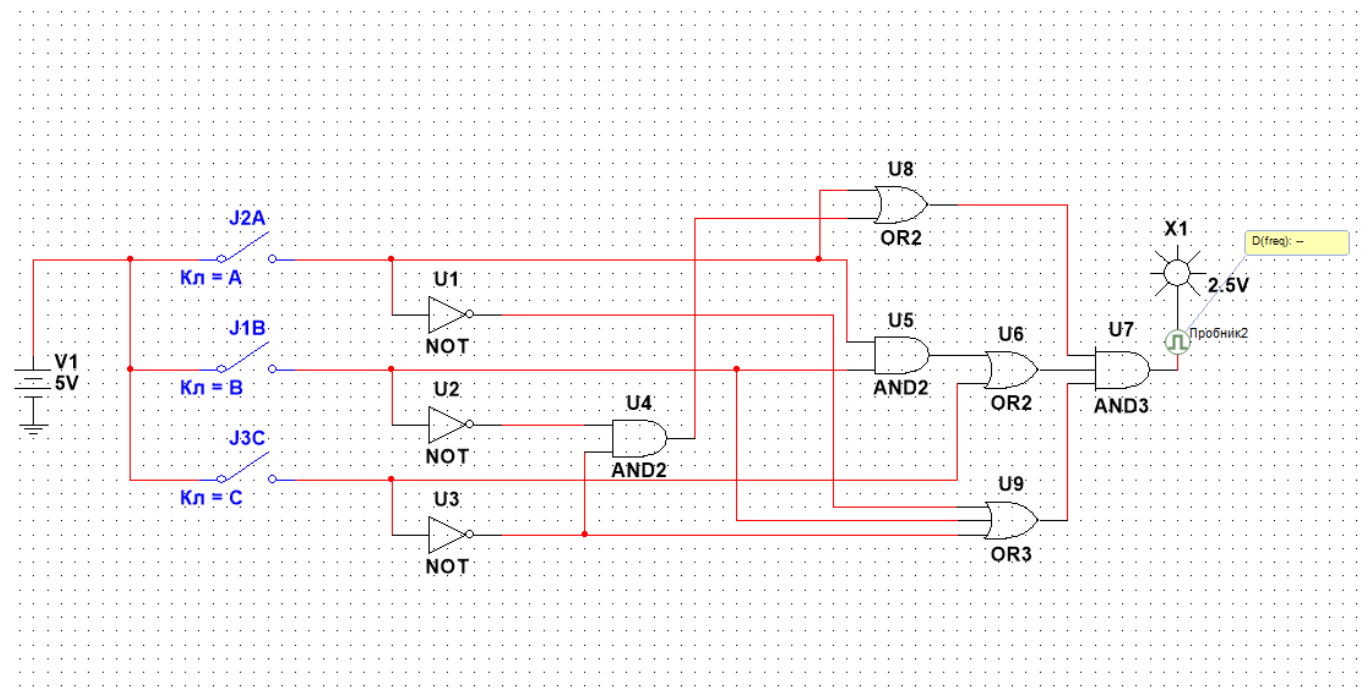 U8
OR2
J2A
Кл = A
X1
D(freq): --
2.5V
U1
NOT
J1B
Кл = B
V1
5V
U5
AND2
U6
OR2
U7
AND3
Пробник2
U2
NOT
U4
AND2
J3C
Кл = C
U3
NOT
U9
OR3